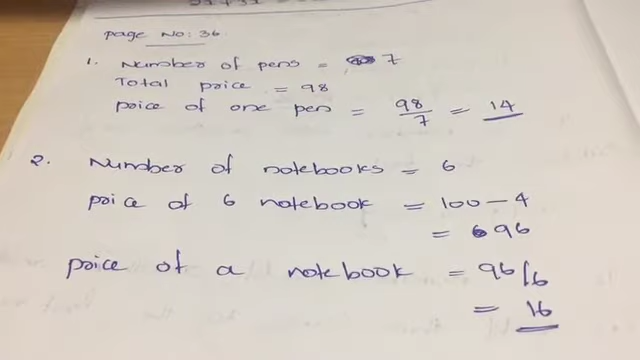 page No: 36
1. Number of pens = 7
Total price = 98
price of one pen = 98/7 = 14
2. Number of notebooks = 6
price of 6 notebook = 100 - 4
= 96
price of a notebook = 96/6
= 16